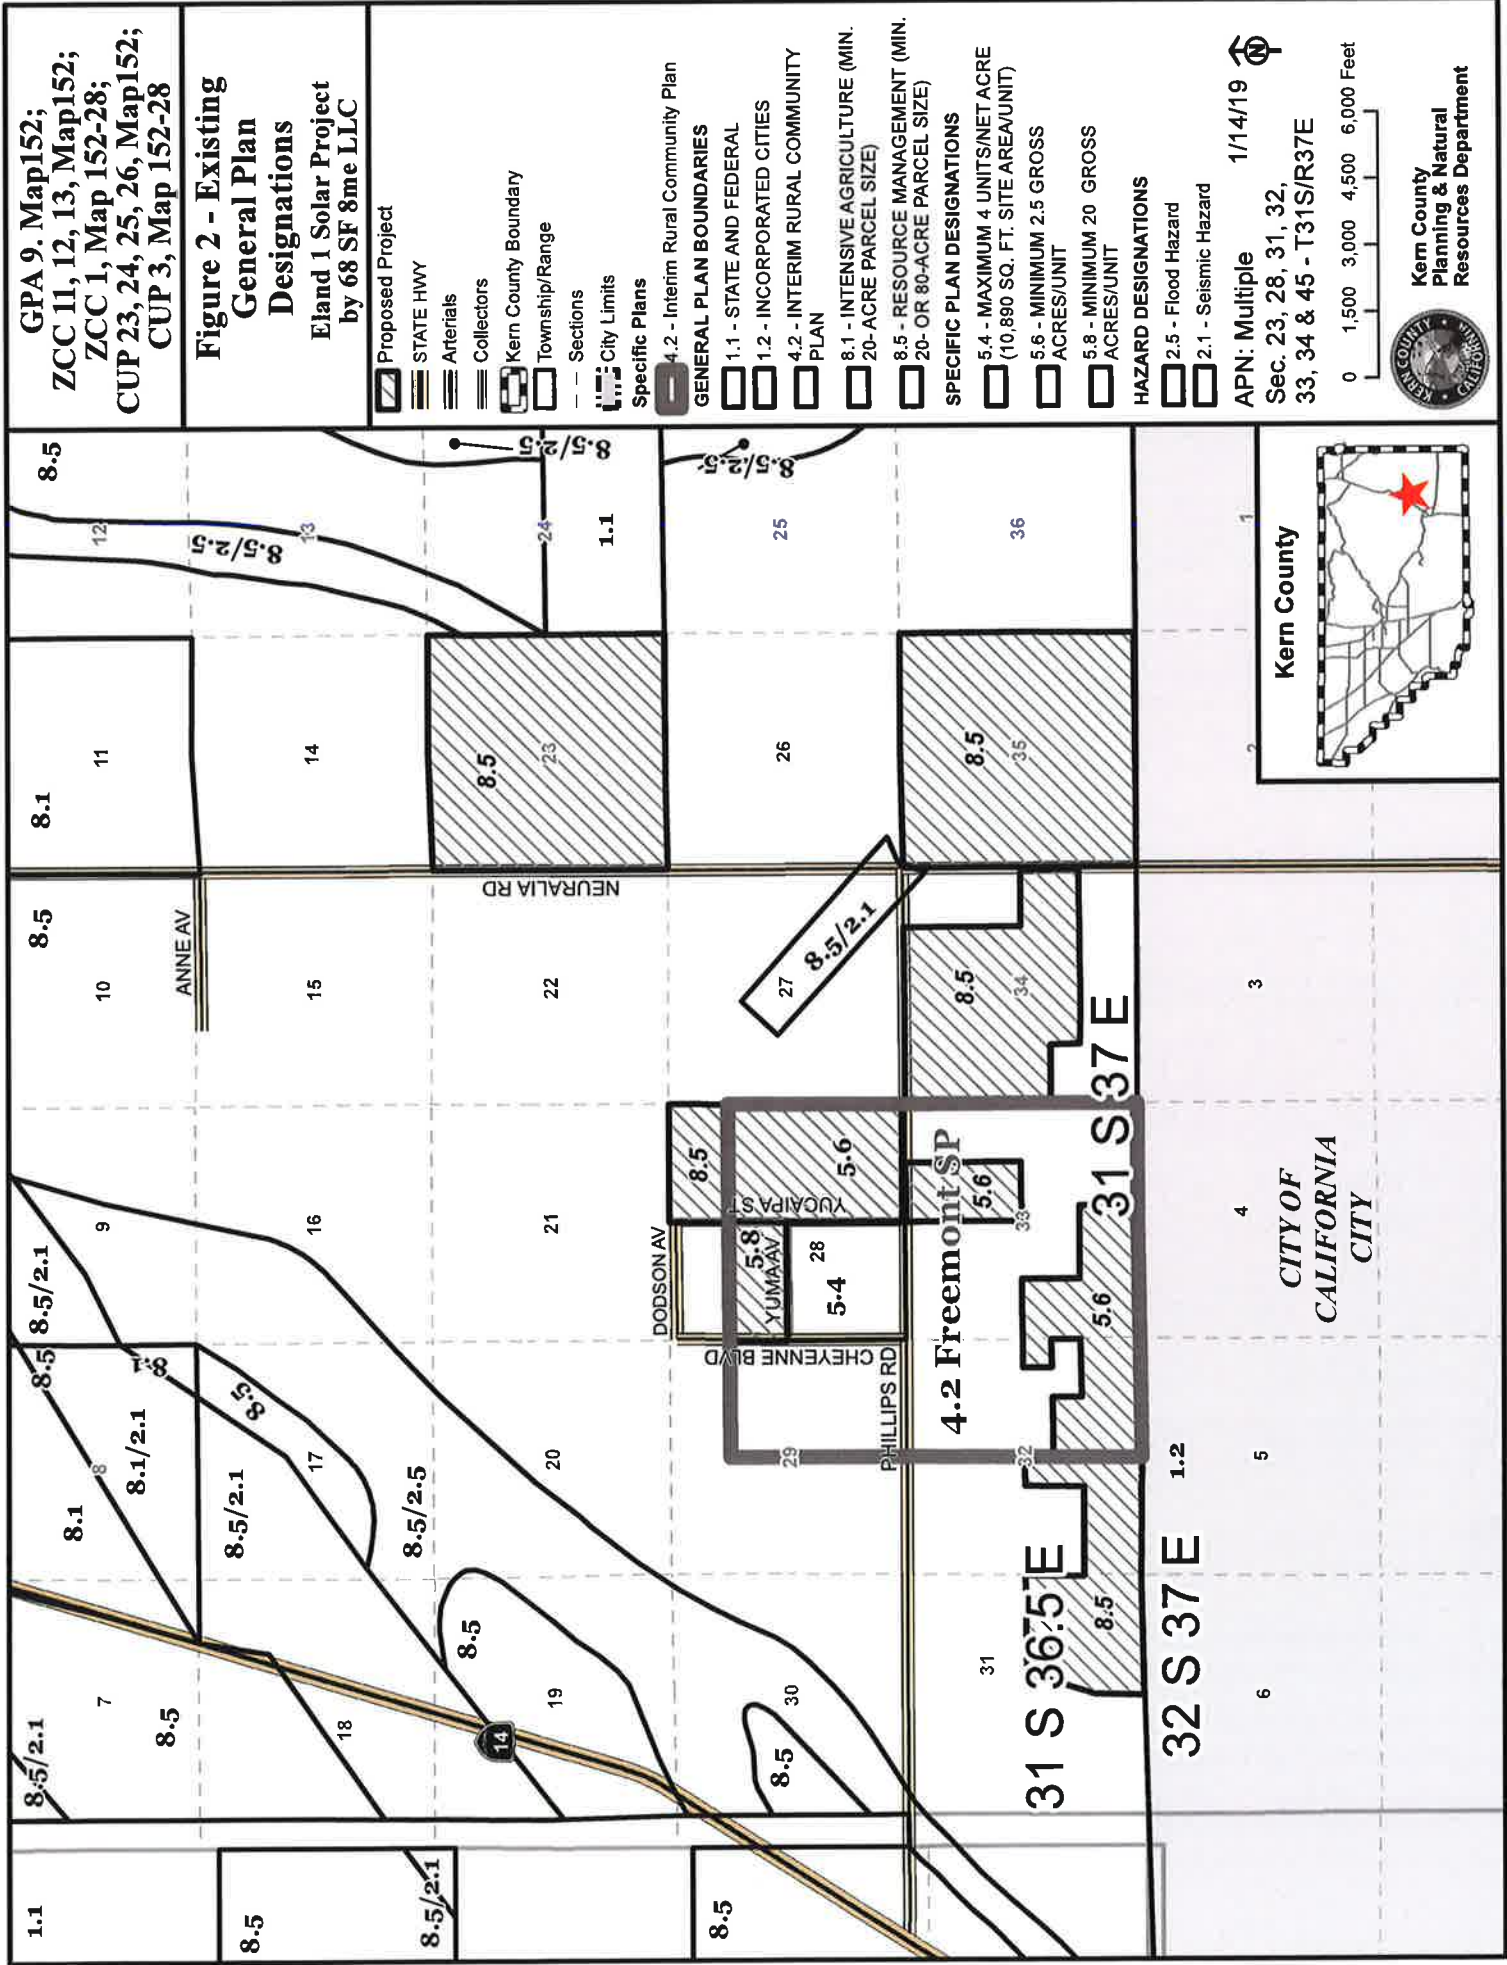 GPA 9. Map152;
ZCC 11, 12, 13, Map152;
ZCC 1, Map 152-28;
CUP 23, 24, 25, 26, Map152;
CUP 3, Map 152-28
Figure 2 - Existing
General Plan
Designations
Eland 1 Solar Project
by 68 SF 8me LLC
Proposed Project
STATE HWY
Arterials
Collectors
Kern County Boundary
Township/Range
Sections
City Limits
Specific Plans
4.2 - Interim Rural Community Plan
GENERAL PLAN BOUNDARIES
1.1 - STATE AND FEDERAL
1.2 - INCORPORATED CITIES
4.2 - INTERIM RURAL COMMUNITY
PLAN
8.1 - INTENSIVE AGRICULTURE (MIN.
20- ACRE PARCEL SIZE)
8.5 - RESOURCE MANAGEMENT (MIN.
20- OR 80-ACRE PARCEL SIZE)
SPECIFIC PLAN DESIGNATIONS
5.4 - MAXIMUM 4 UNITS/NET ACRE
(10,890 SQ. FT. SITE AREA/UNIT)
5.6 - MINIMUM 2.5 GROSS
ACRES/UNIT
5.8 - MINIMUM 20 GROSS
ACRES/UNIT
HAZARD DESIGNATIONS
2.5 - Flood Hazard
2.1 - Seismic Hazard
APN: Multiple 1/14/19 N
Sec. 23, 28, 31, 32,
33, 34 & 45 - T31S/R37E
0 1,500 3,000 4,500 6,000 Feet
KERN COUNTY
CALIFORNIA
Kern County
Planning & Natural
Resources Department
1.1
8.5/2.1
7
8.5
8.1
8
8.1/2.1
8.5
8.1
8.5/2.1
9
10
8.5
8.1
11
12
8.5
8.5/2.5
ANNE AV
8.5
18
8.5/2.1
17
8.5
16
15
14
13
8.5/2.1
14
8.5
19
8.5/2.5
20
21
22
NEURALIA RD
8.5
23
24
8.5/2.5
8.5/2.5
1.1
8.5
8.5
30
29
DODSON AV
CHEYENNE BLVD
5.8
YUMA AV
28
5.4
8.5
YUCAIPA ST
5.6
27
8.5/2.1
26
25
8.5/2.5
PHILLIPS RD
31
32
4.2 Freemont SP
5.6
33
8.5
34
8.5
35
36
31 S 36.5 E
8.5
5.6
31 S 37 E
32 S 37 E
1.2
6
5
4
3
2
1
CITY OF
CALIFORNIA
CITY
Kern County